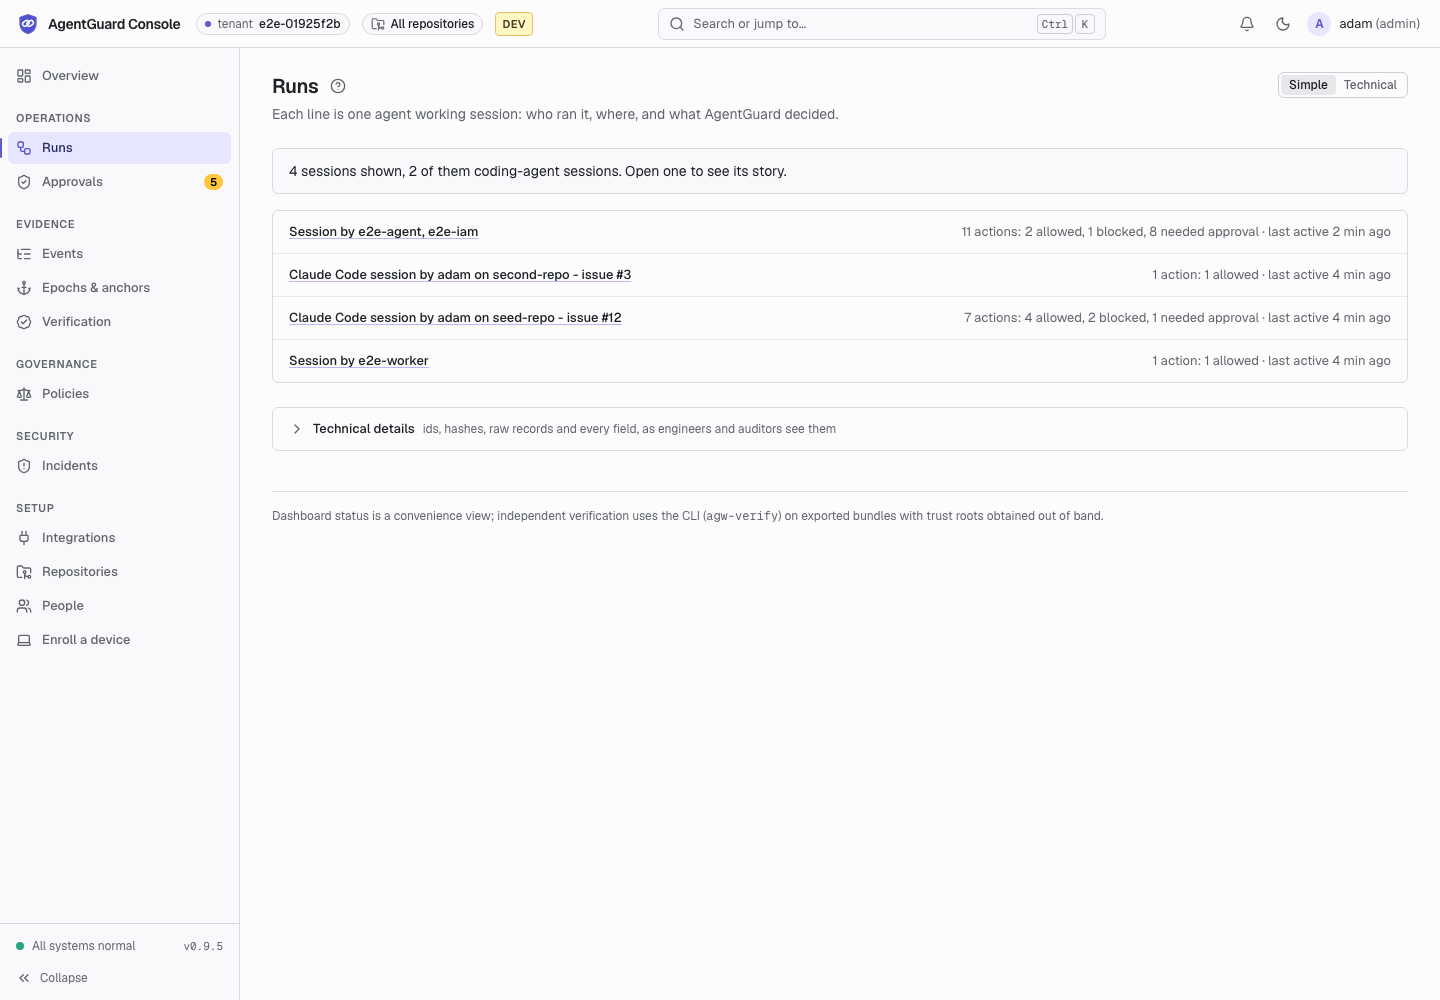 AgentGuard Console
tenant e2e-01925f2b
All repositories
DEV
Search or jump to…
Ctrl K
A
adam (admin)
Overview
OPERATIONS
Runs
Approvals 5
EVIDENCE
Events
Epochs & anchors
Verification
GOVERNANCE
Policies
SECURITY
Incidents
SETUP
Integrations
Repositories
People
Enroll a device
All systems normal v0.9.5
Collapse
Runs
Simple Technical
Each line is one agent working session: who ran it, where, and what AgentGuard decided.
4 sessions shown, 2 of them coding-agent sessions. Open one to see its story.
Session by e2e-agent, e2e-iam 11 actions: 2 allowed, 1 blocked, 8 needed approval · last active 2 min ago
Claude Code session by adam on second-repo - issue #3 1 action: 1 allowed · last active 4 min ago
Claude Code session by adam on seed-repo - issue #12 7 actions: 4 allowed, 2 blocked, 1 needed approval · last active 4 min ago
Session by e2e-worker 1 action: 1 allowed · last active 4 min ago
Technical details ids, hashes, raw records and every field, as engineers and auditors see them
Dashboard status is a convenience view; independent verification uses the CLI (agw-verify) on exported bundles with trust roots obtained out of band.